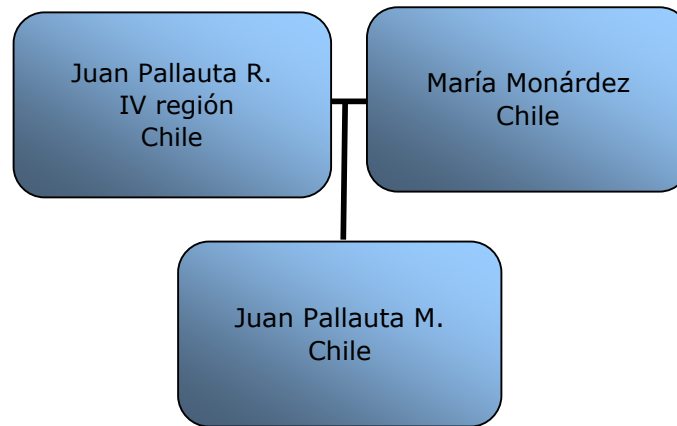 Juan Pallauta R.
IV región
Chile
María Monárdez
Chile
Juan Pallauta M.
Chile